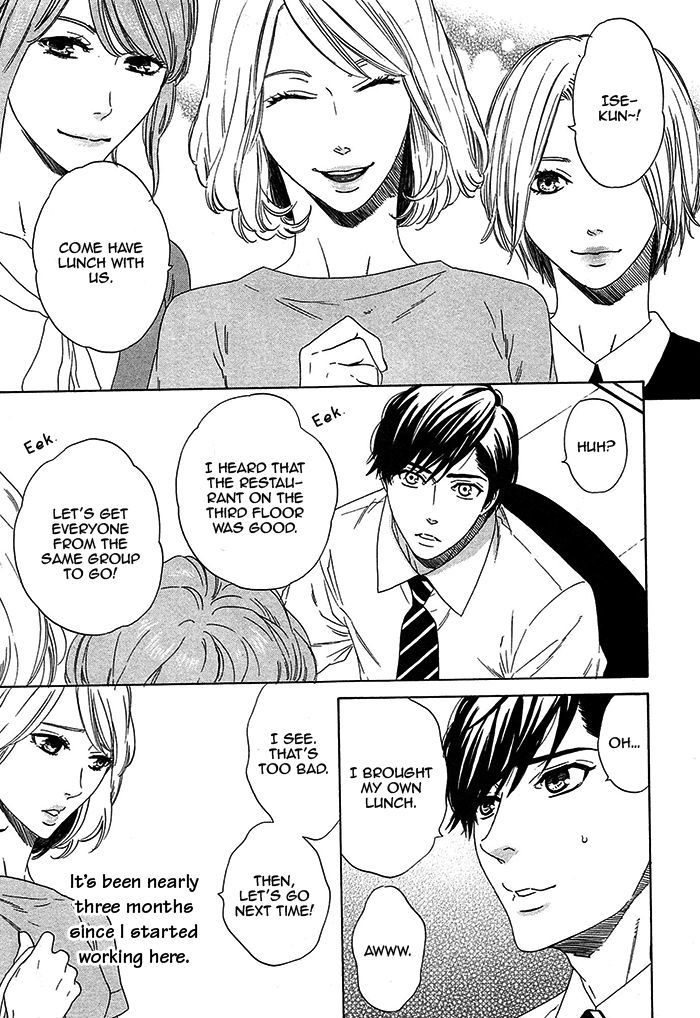 ISE-
KUN~!
COME HAVE
LUNCH WITH
US.
HUH?
I HEARD THAT
THE RESTAU-
RANT ON THE
THIRD FLOOR
WAS GOOD.
Eek.
LET'S GET
EVERYONE
FROM THE
SAME GROUP
TO GO!
Eek.
OH...
I BROUGHT
MY OWN
LUNCH.
AWWW.
I SEE.
THAT'S
TOO BAD.
THEN,
LET'S GO
NEXT TIME!
It's been nearly
three months
since I started
working here.